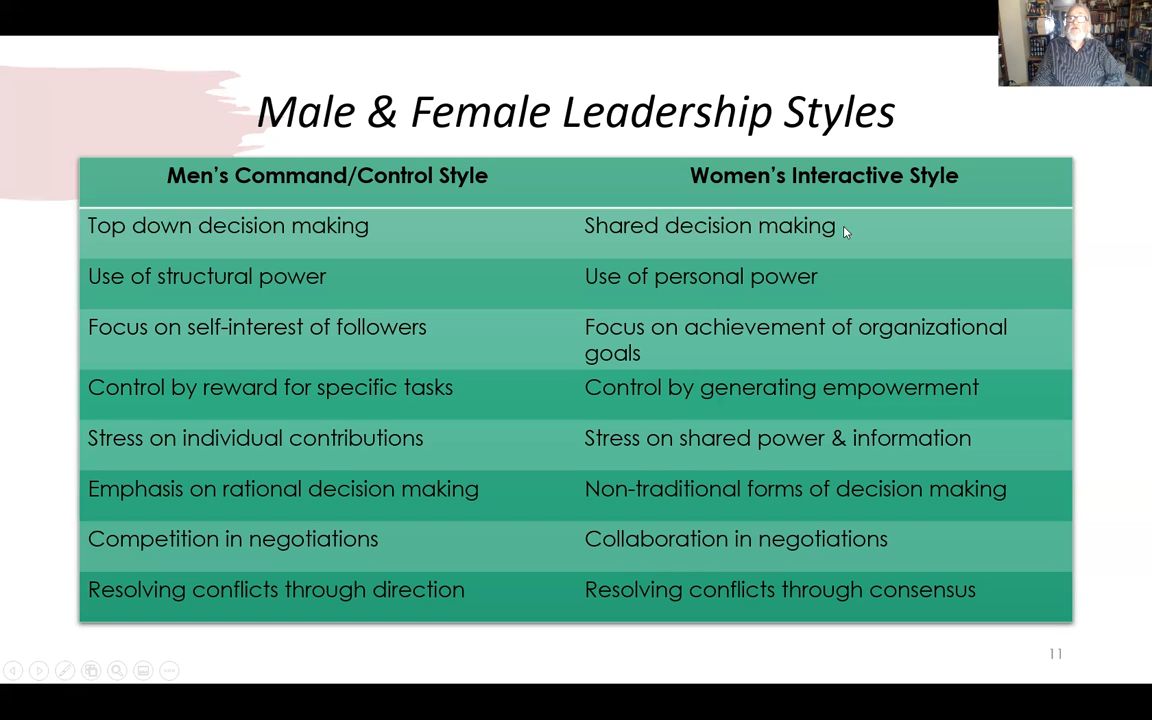 Male & Female Leadership Styles
Men’s Command/Control Style
Women’s Interactive Style
Top down decision making
Shared decision making
Use of structural power
Use of personal power
Focus on self-interest of followers
Focus on achievement of organizational
goals
Control by reward for specific tasks
Control by generating empowerment
Stress on individual contributions
Stress on shared power & information
Emphasis on rational decision making
Non-traditional forms of decision making
Competition in negotiations
Collaboration in negotiations
Resolving conflicts through direction
Resolving conflicts through consensus
11